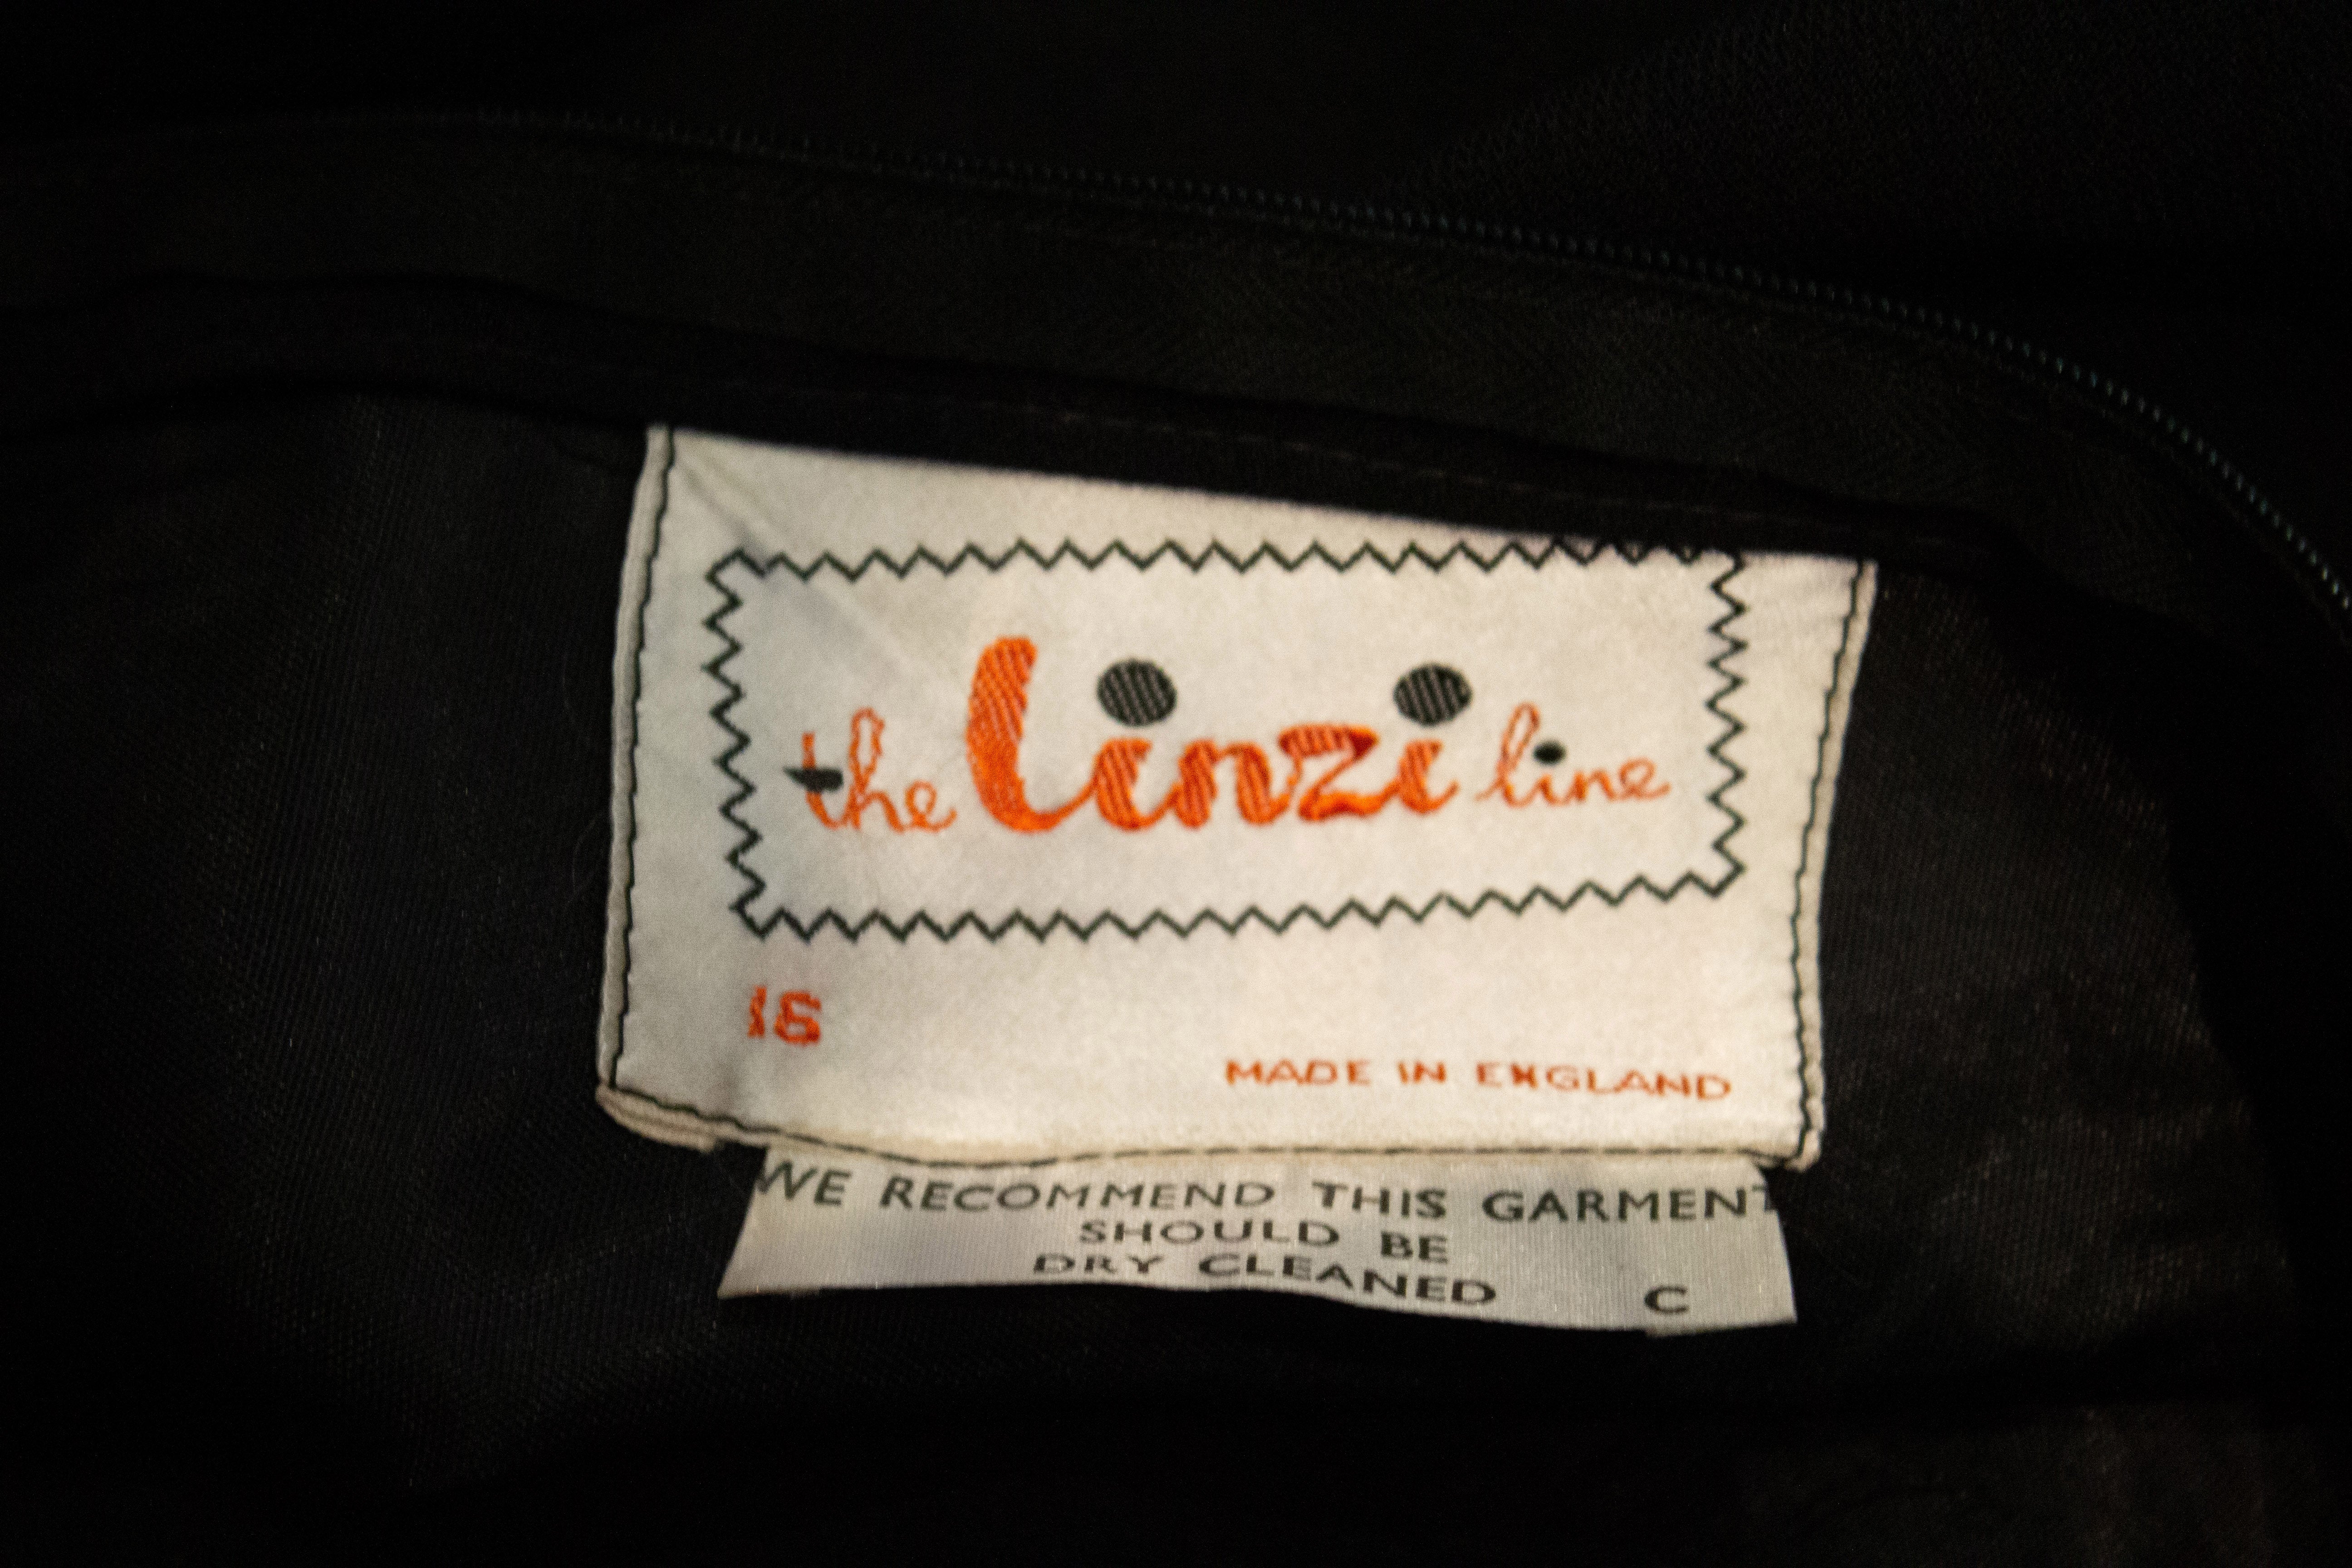 the linzi line
16
MADE IN ENGLAND
WE RECOMMEND THIS GARMENT
SHOULD BE
DRY CLEANED C